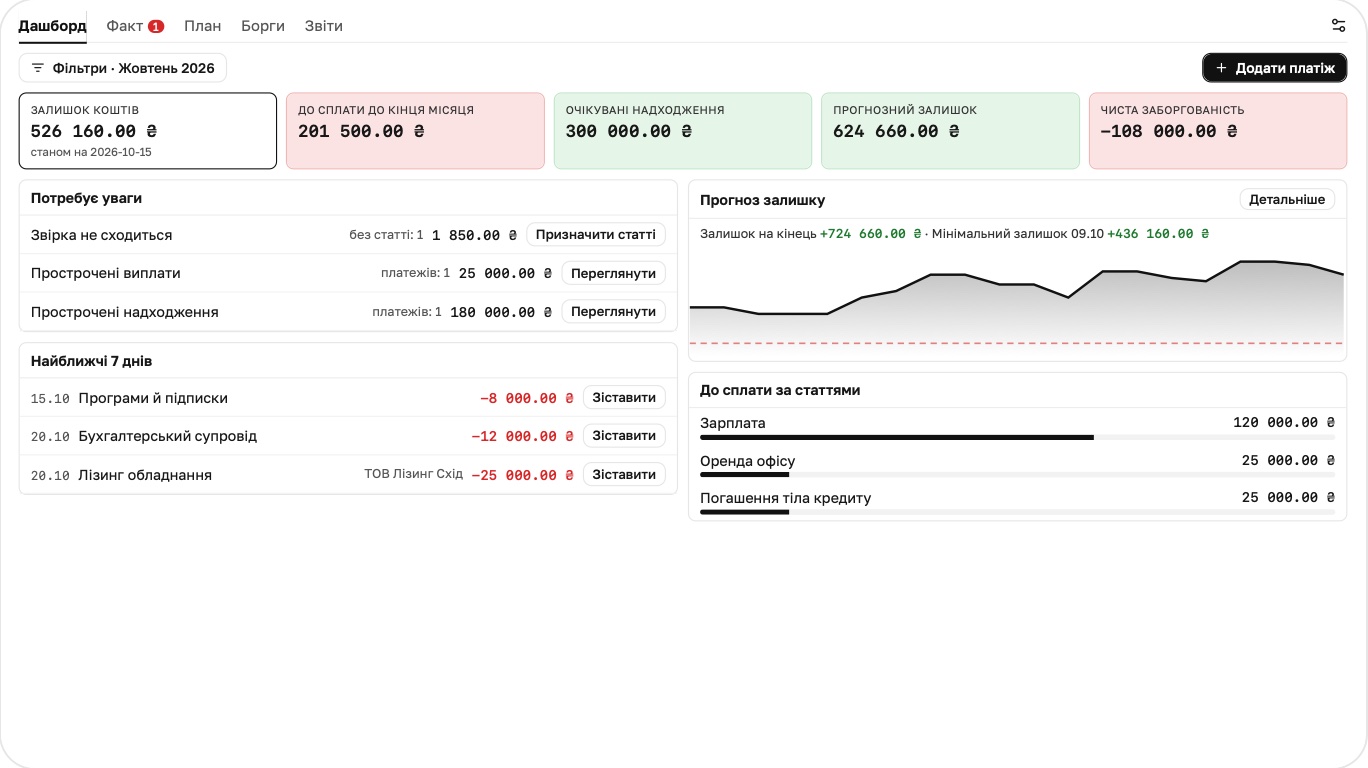 Дашборд Факт 1 План Борги Звіти
Фільтри · Жовтень 2026
+ Додати платіж
ЗАЛИШОК КОШТІВ
526 160.00 ₴
станом на 2026-10-15
ДО СПЛАТИ ДО КІНЦЯ МІСЯЦЯ
201 500.00 ₴
ОЧІКУВАНІ НАДХОДЖЕННЯ
300 000.00 ₴
ПРОГНОЗНИЙ ЗАЛИШОК
624 660.00 ₴
ЧИСТА ЗАБОРГОВАНІСТЬ
−108 000.00 ₴
Потребує уваги
Звірка не сходиться без статті: 1 1 850.00 ₴ Призначити статті
Прострочені виплати платежів: 1 25 000.00 ₴ Переглянути
Прострочені надходження платежів: 1 180 000.00 ₴ Переглянути
Найближчі 7 днів
15.10 Програми й підписки −8 000.00 ₴ Зіставити
20.10 Бухгалтерський супровід −12 000.00 ₴ Зіставити
20.10 Лізинг обладнання ТОВ Лізинг Схід −25 000.00 ₴ Зіставити
Прогноз залишку Детальніше
Залишок на кінець +724 660.00 ₴ · Мінімальний залишок 09.10 +436 160.00 ₴
До сплати за статтями
Зарплата 120 000.00 ₴
Оренда офісу 25 000.00 ₴
Погашення тіла кредиту 25 000.00 ₴